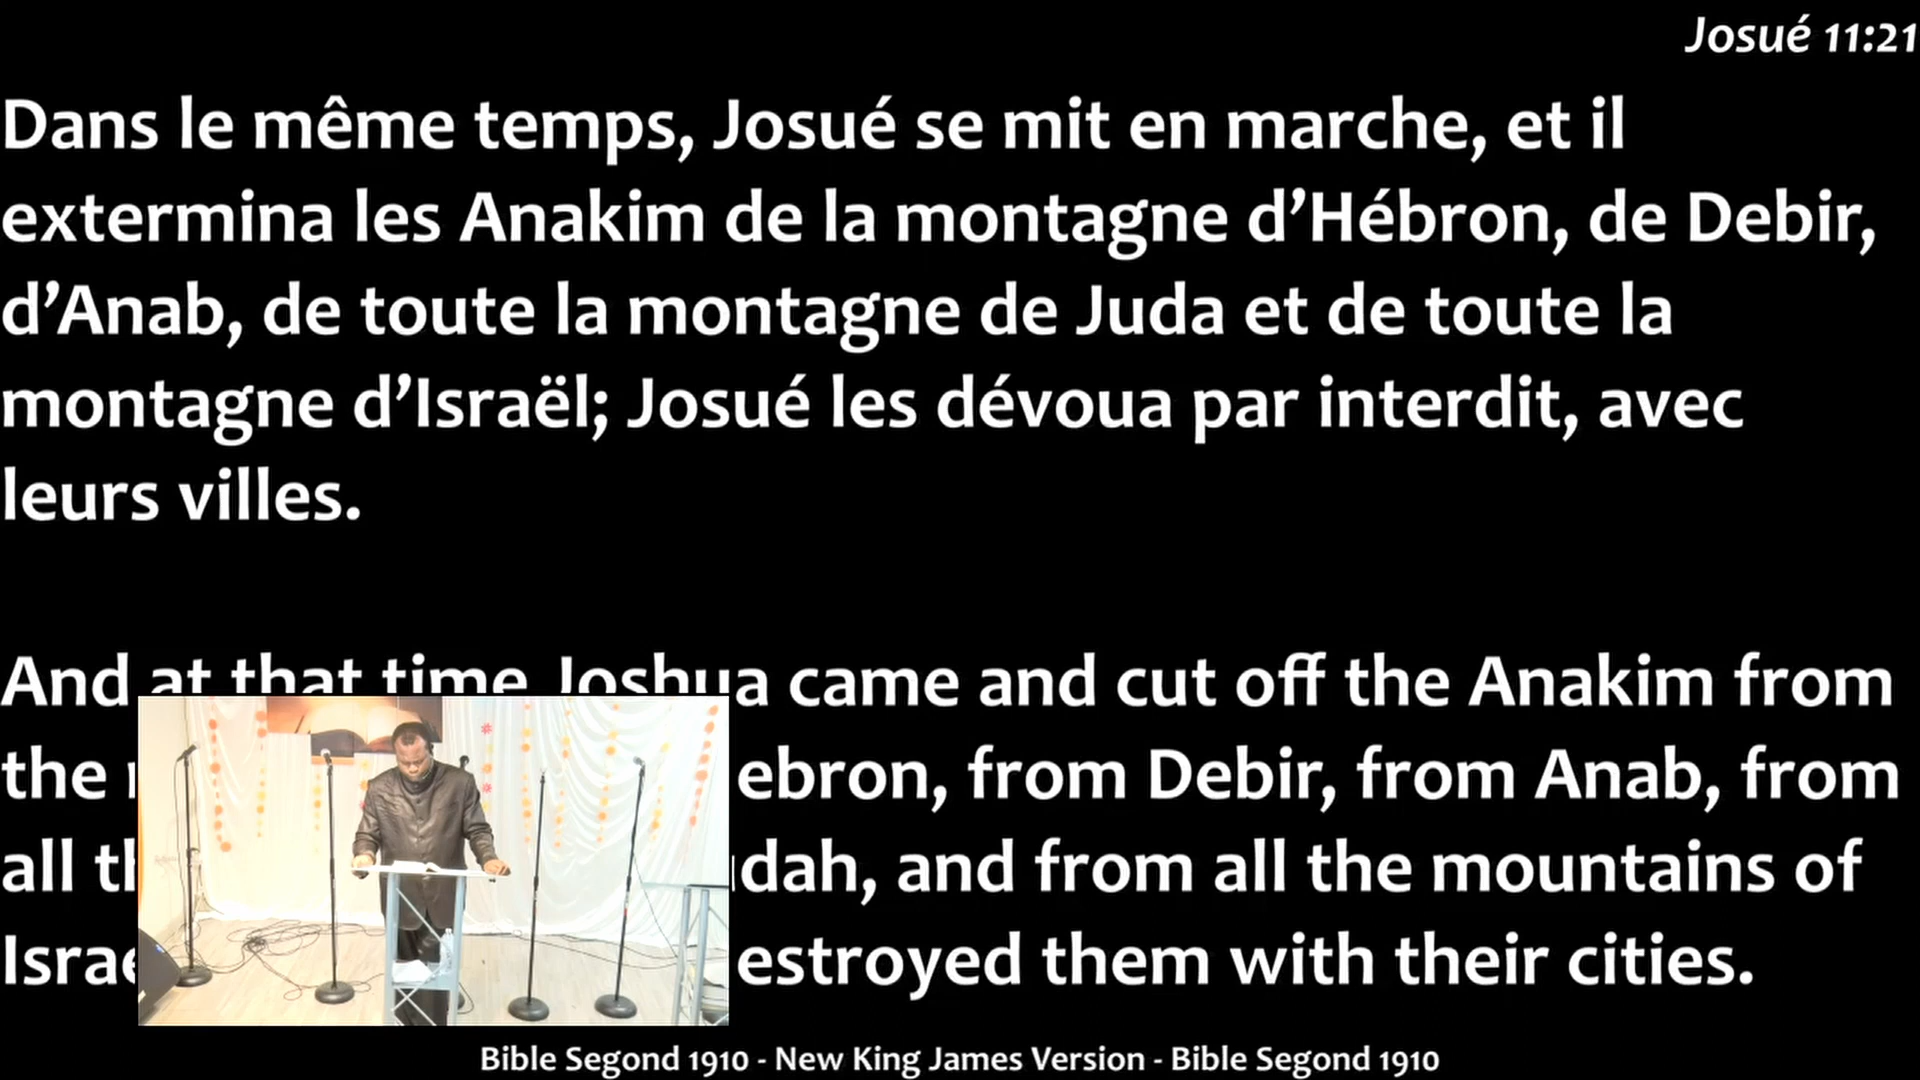 Josué 11:21
Dans le même temps, Josué se mit en marche, et il
extermina les Anakim de la montagne d’Hébron, de Debir,
d’Anab, de toute la montagne de Juda et de toute la
montagne d’Israël; Josué les dévoua par interdit, avec
leurs villes.
And at that time Joshua came and cut off the Anakim from
the ebron, from Debir, from Anab, from
all dah, and from all the mountains of
estroyed them with their cities.
Bible Segond 1910 - New King James Version - Bible Segond 1910